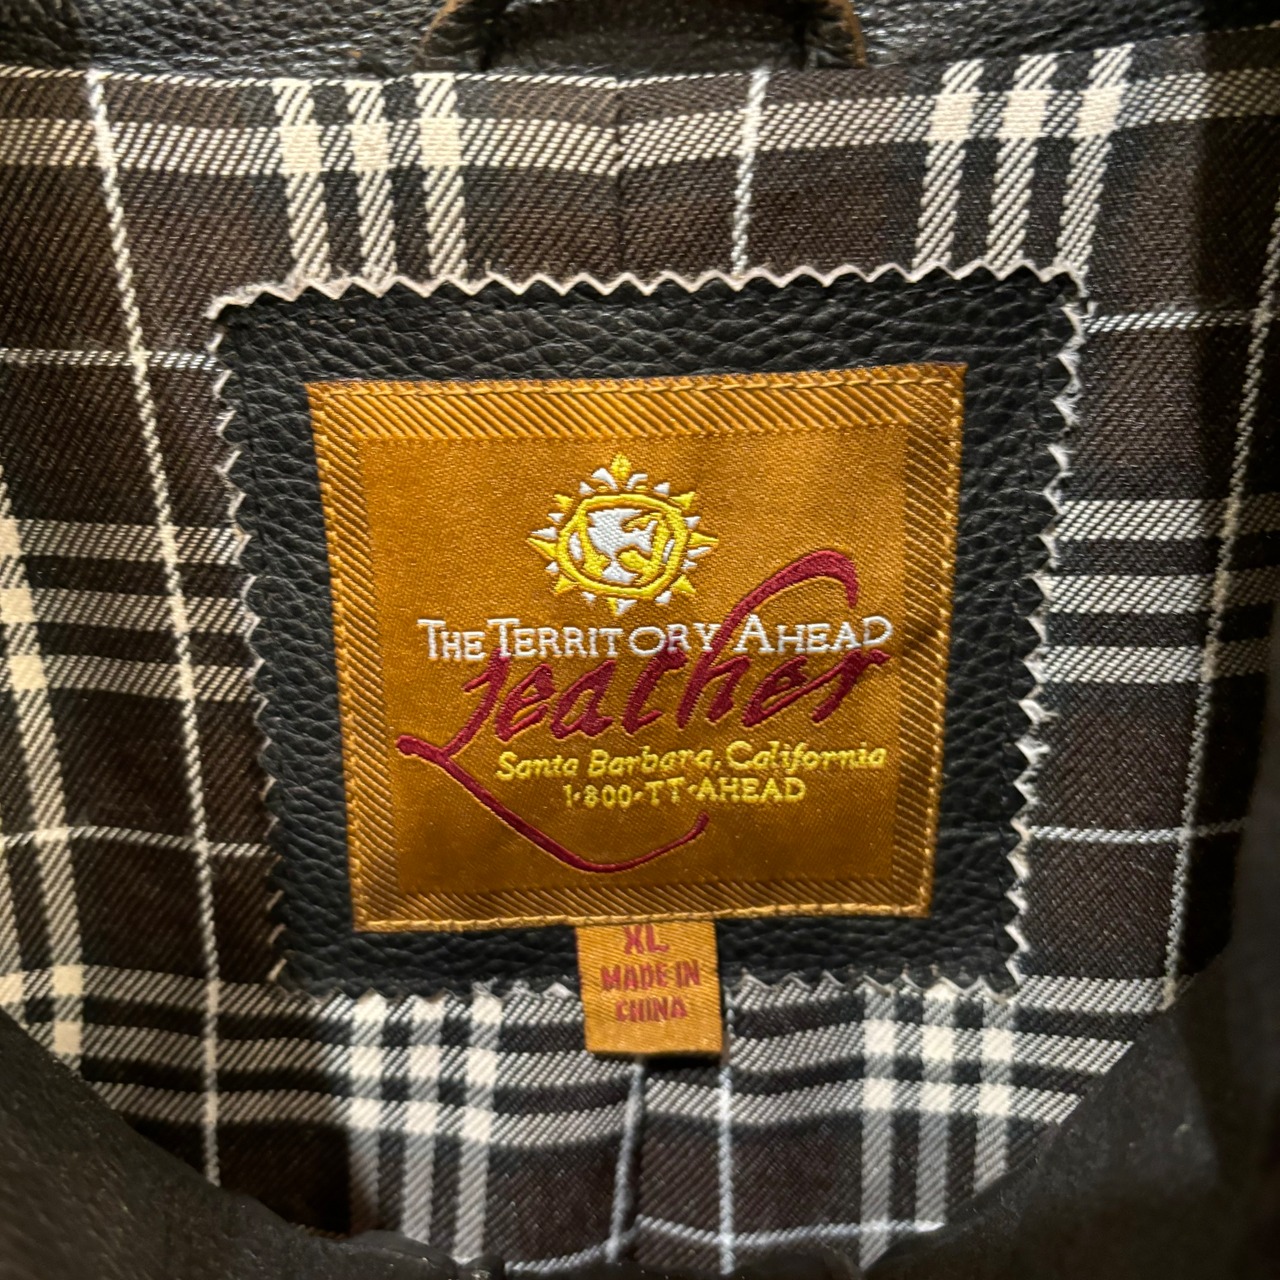 THE TERRITORY AHEAD
Leather
Santa Barbara, California
1·800·TT·AHEAD
XL
MADE IN
CHINA